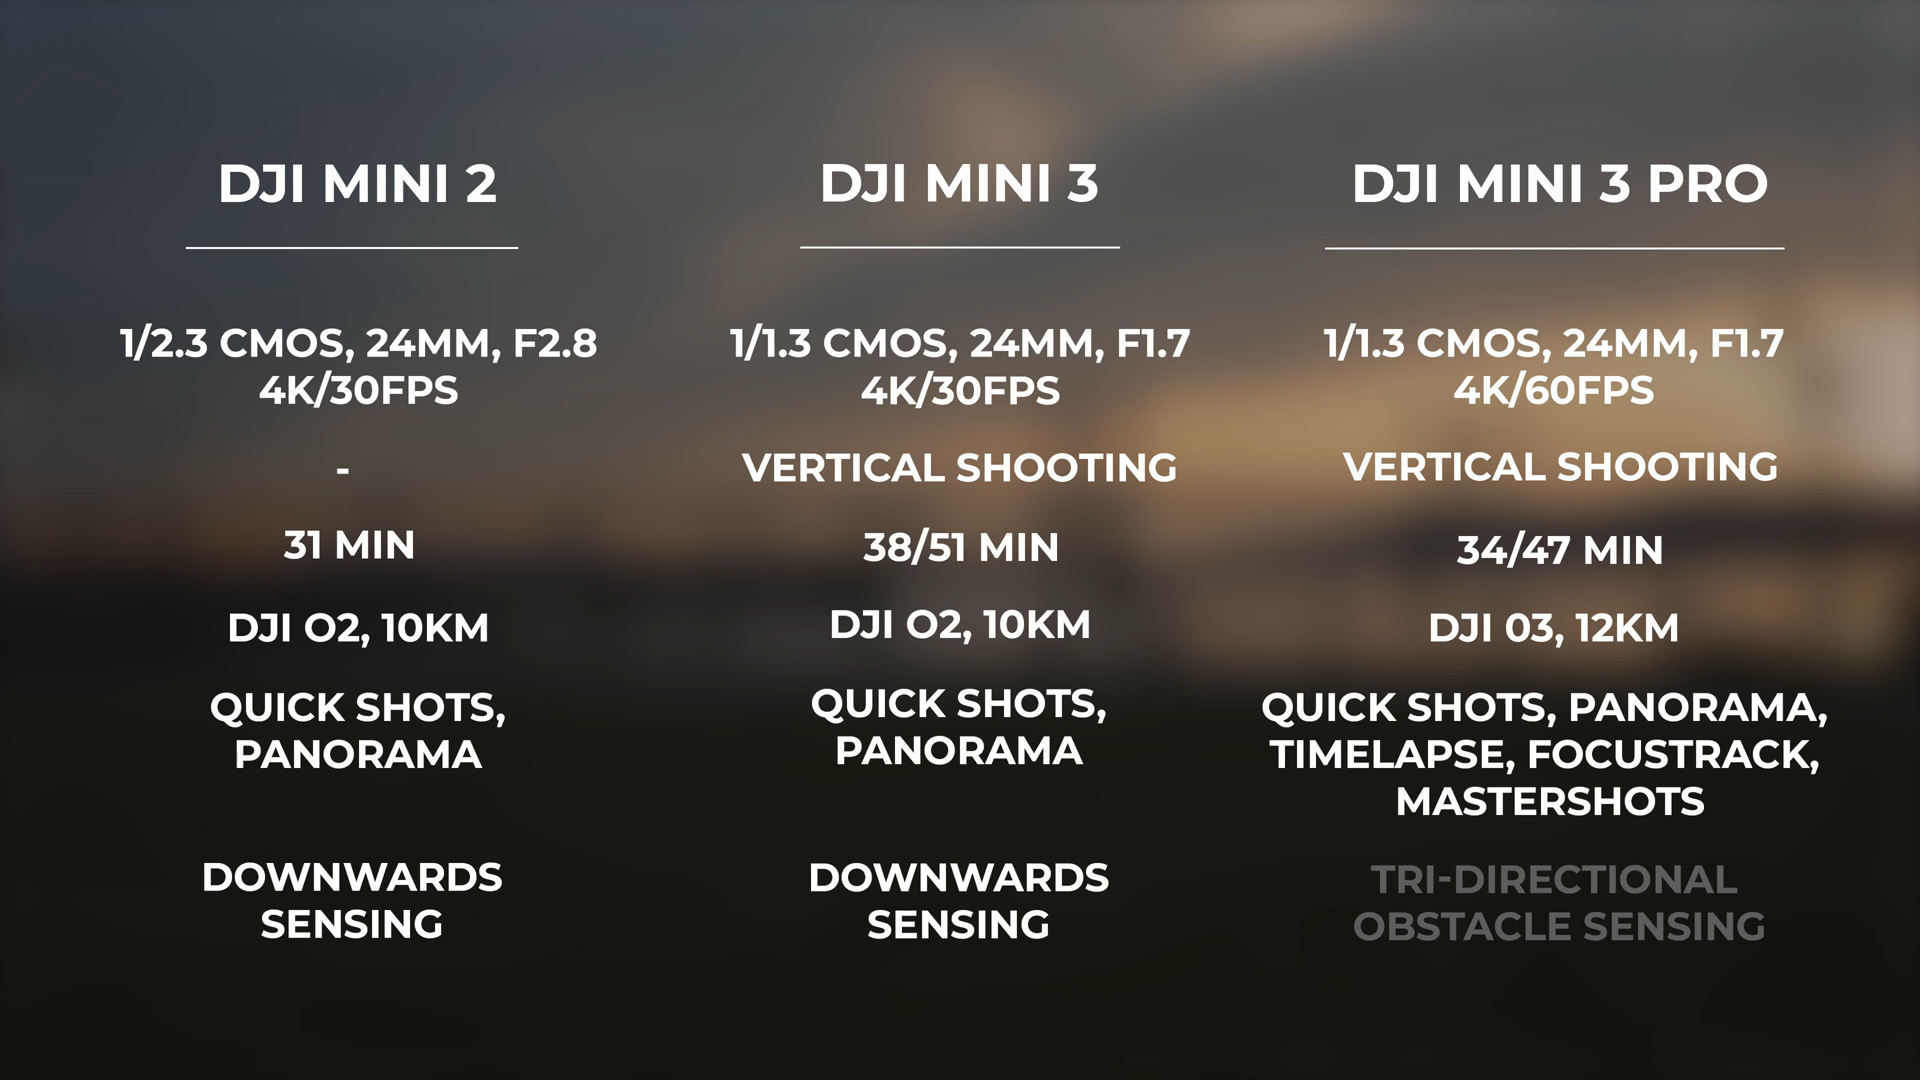 DJI MINI 2
1/2.3 CMOS, 24MM, F2.8
4K/30FPS
-
31 MIN
DJI O2, 10KM
QUICK SHOTS,
PANORAMA
DOWNWARDS
SENSING
DJI MINI 3
1/1.3 CMOS, 24MM, F1.7
4K/30FPS
VERTICAL SHOOTING
38/51 MIN
DJI O2, 10KM
QUICK SHOTS,
PANORAMA
DOWNWARDS
SENSING
DJI MINI 3 PRO
1/1.3 CMOS, 24MM, F1.7
4K/60FPS
VERTICAL SHOOTING
34/47 MIN
DJI 03, 12KM
QUICK SHOTS, PANORAMA,
TIMELAPSE, FOCUSTRACK,
MASTERSHOTS
TRI-DIRECTIONAL
OBSTACLE SENSING